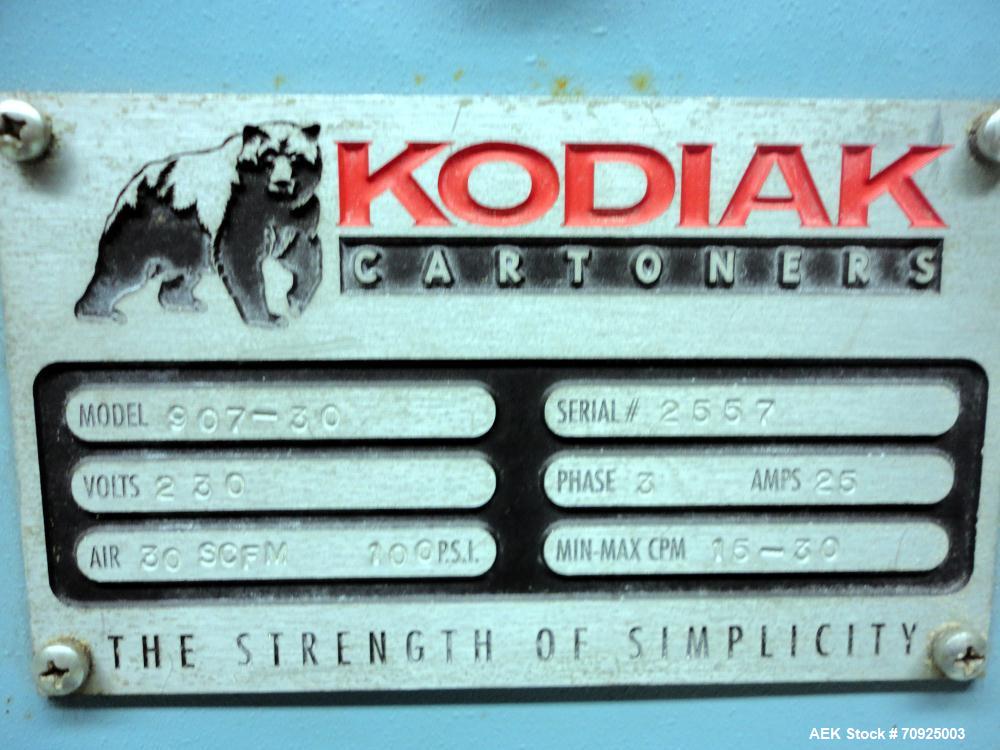 KODIAK
CARTONERS
MODEL 907-30
SERIAL # 2557
VOLTS 230
PHASE 3 AMPS 25
AIR 30 SCFM 100 P.S.I.
MIN-MAX CPM 15-30
THE STRENGTH OF SIMPLICITY
AEK Stock # 70925003